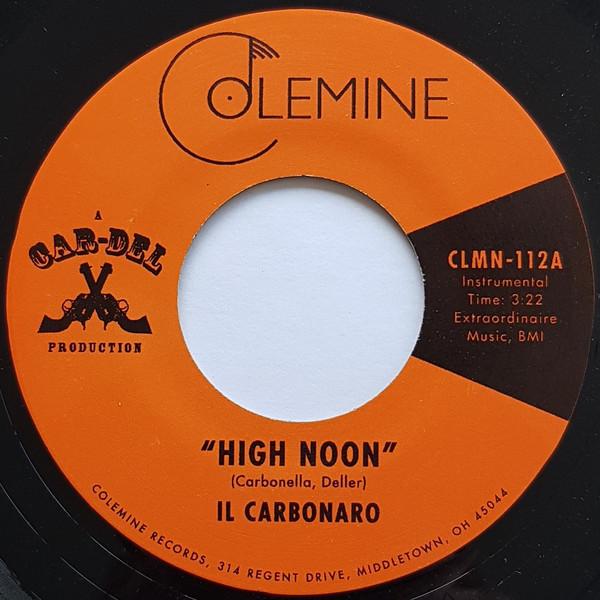 COLEMINE
A
CAR-DEL
PRODUCTION
CLMN-112A
Instrumental
Time: 3:22
Extraordinaire
Music, BMI
"HIGH NOON"
(Carbonella, Deller)
IL CARBONARO
COLEMINE RECORDS, 314 REGENT DRIVE, MIDDLETOWN, OH 45044